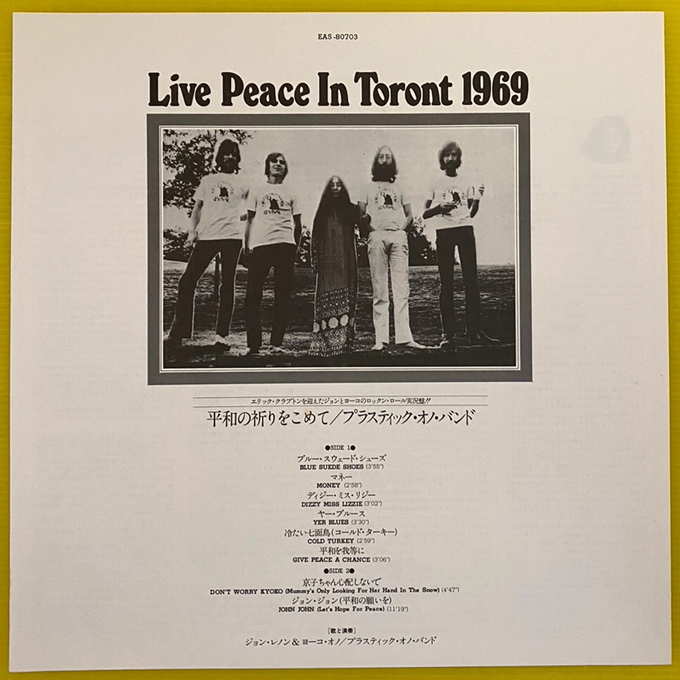 EAS-80703
Live Peace In Toront 1969
エリック・クラプトンを迎えたジョンとヨーコのロックン・ロール実況盤!!
平和の祈りをこめて/プラスティック・オノ・バンド
●SIDE 1●
ブルー・スウェード・シューズ
BLUE SUEDE SHOES (3'55")
マネー
MONEY (2'58")
ディジー・ミス・リジー
DIZZY MISS LIZZIE (3'02")
ヤー・ブルース
YER BLUES (3'30")
冷たい七面鳥(コールド・ターキー)
COLD TURKEY (2'59")
平和を我等に
GIVE PEACE A CHANCE (3'06")
●SIDE 2●
京子ちゃん心配しないで
DON'T WORRY KYOKO (Mummy's Only Looking For Her Hand In The Snow) (4'47")
ジョン・ジョン(平和の願いを)
JOHN JOHN (Let's Hope For Peace) (11'19")
[歌と演奏]
ジョン・レノン&ヨーコ・オノ/プラスティック・オノ・バンド